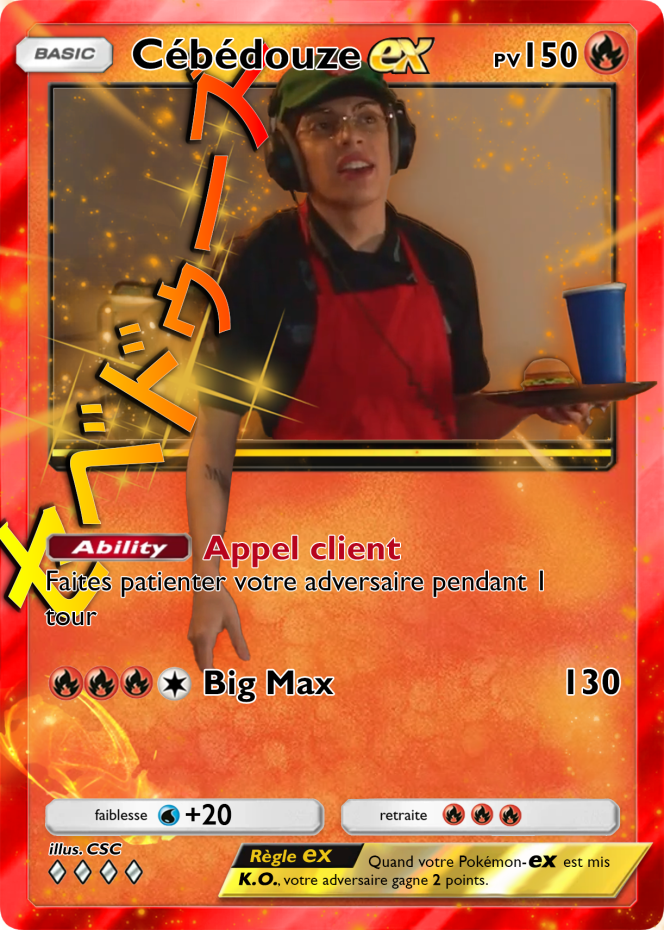 BASIC Cébédouze ex PV150
セベドゥーズ
Ability Appel client
Faites patienter votre adversaire pendant 1
tour
Big Max 130
faiblesse +20 retraite
illus. CSC
Règle ex Quand votre Pokémon-ex est mis
K.O., votre adversaire gagne 2 points.